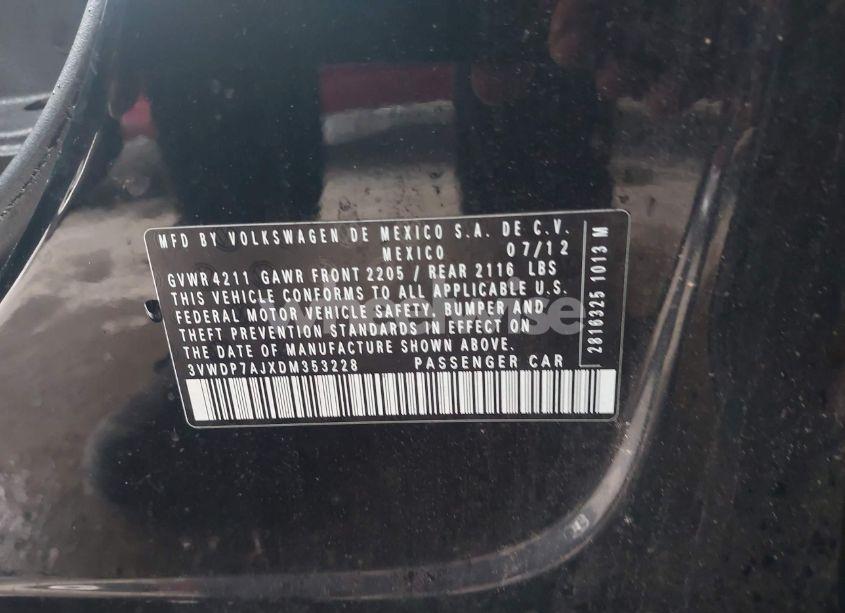 MFD BY VOLKSWAGEN DE MEXICO S.A. DE C.V.
MEXICO 07/12
GVWR 4211 GAWR FRONT 2205 / REAR 2116 LBS
THIS VEHICLE CONFORMS TO ALL APPLICABLE U.S.
FEDERAL MOTOR VEHICLE SAFETY, BUMPER AND
THEFT PREVENTION STANDARDS IN EFFECT ON
THE DATE OF MANUFACTURE SHOWN ABOVE.
3VWDP7AJXDM353228 PASSENGER CAR
2816325 1013 M